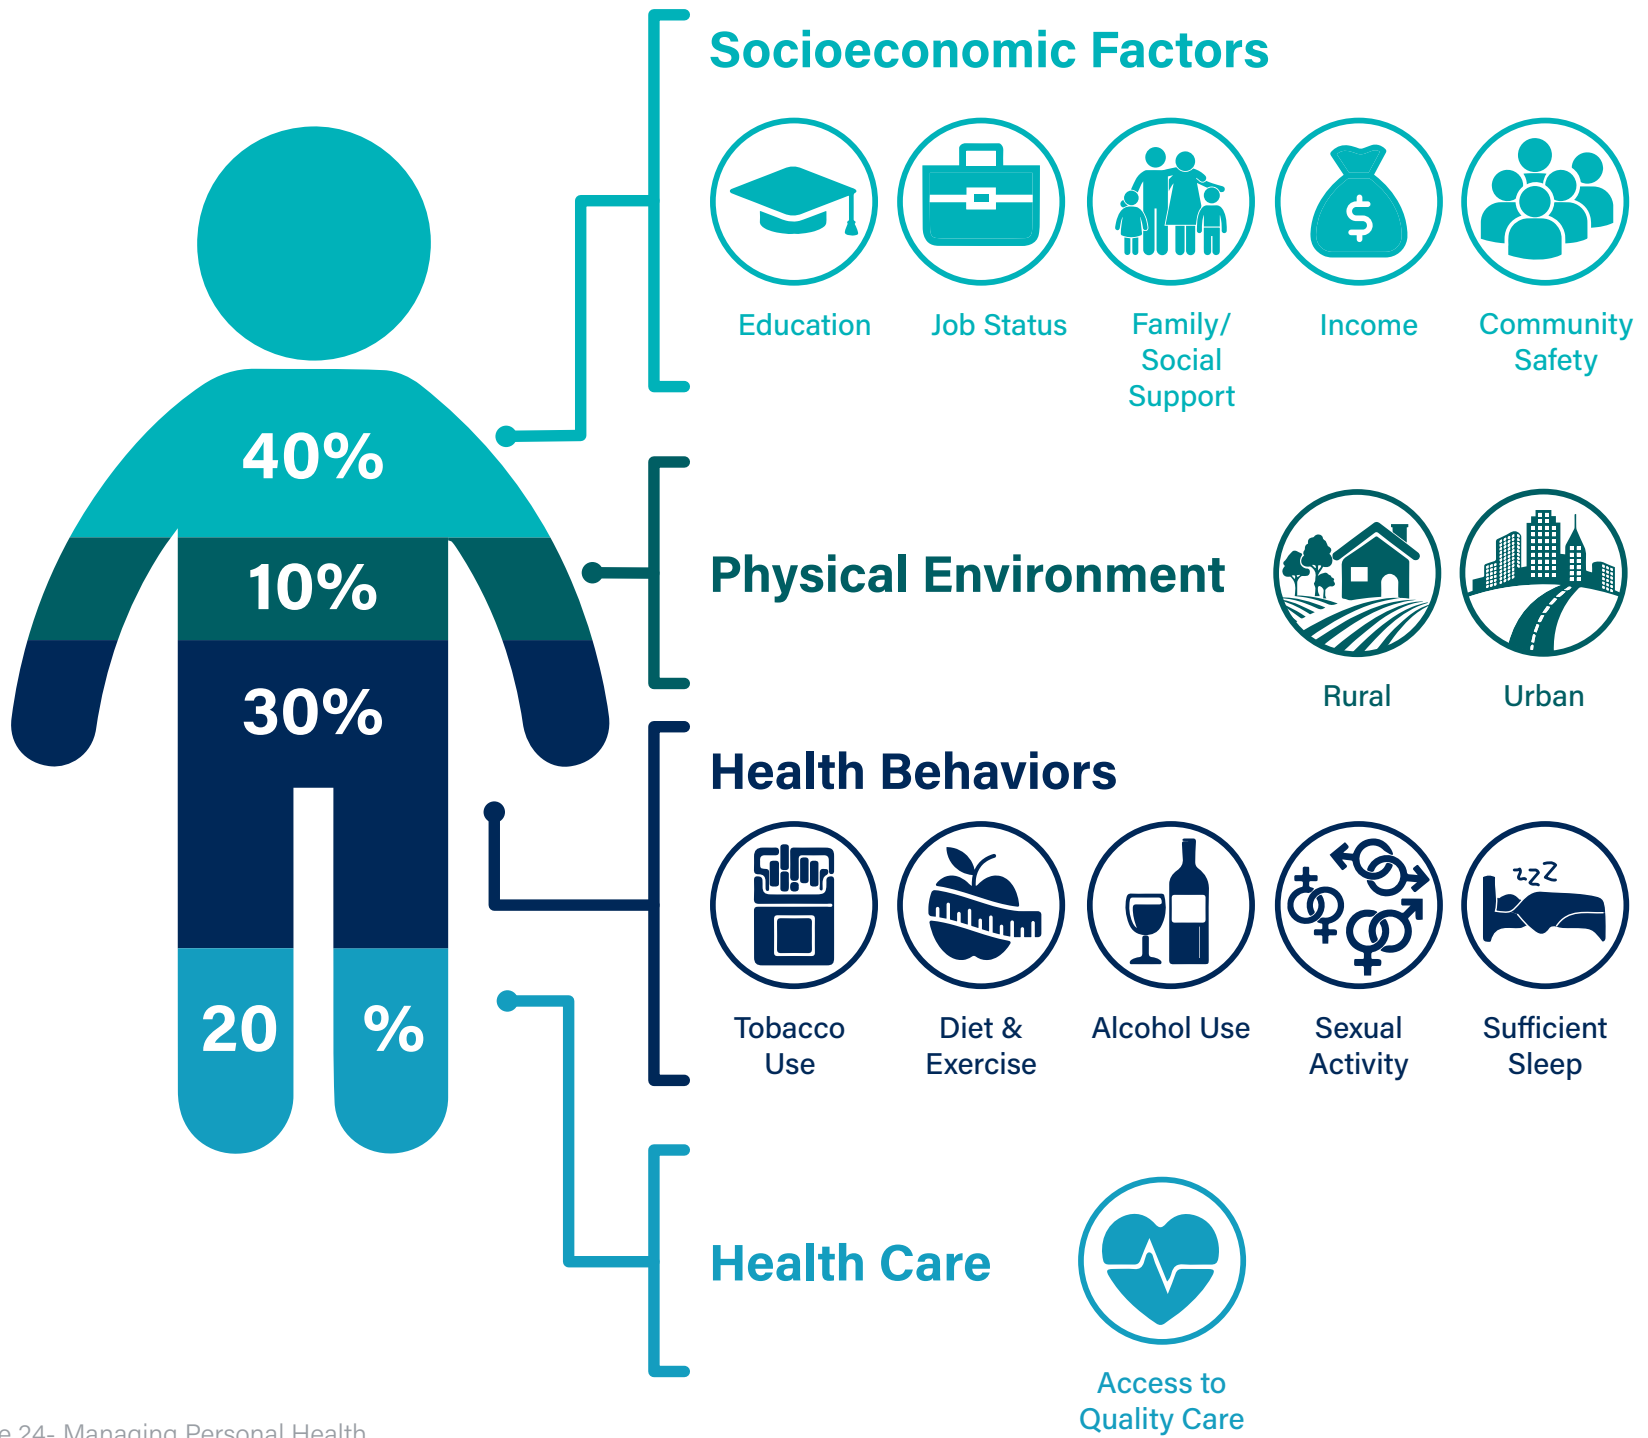 Socioeconomic Factors
$
Education
Job Status
Family/
Social
Support
Income
Community
Safety
40%
10%
Physical Environment
Rural
Urban
30%
Health Behaviors
zzZ
Tobacco
Use
Diet &
Exercise
Alcohol Use
Sexual
Activity
Sufficient
Sleep
20 %
Health Care
Access to
Quality Care
24- Managing Personal Health